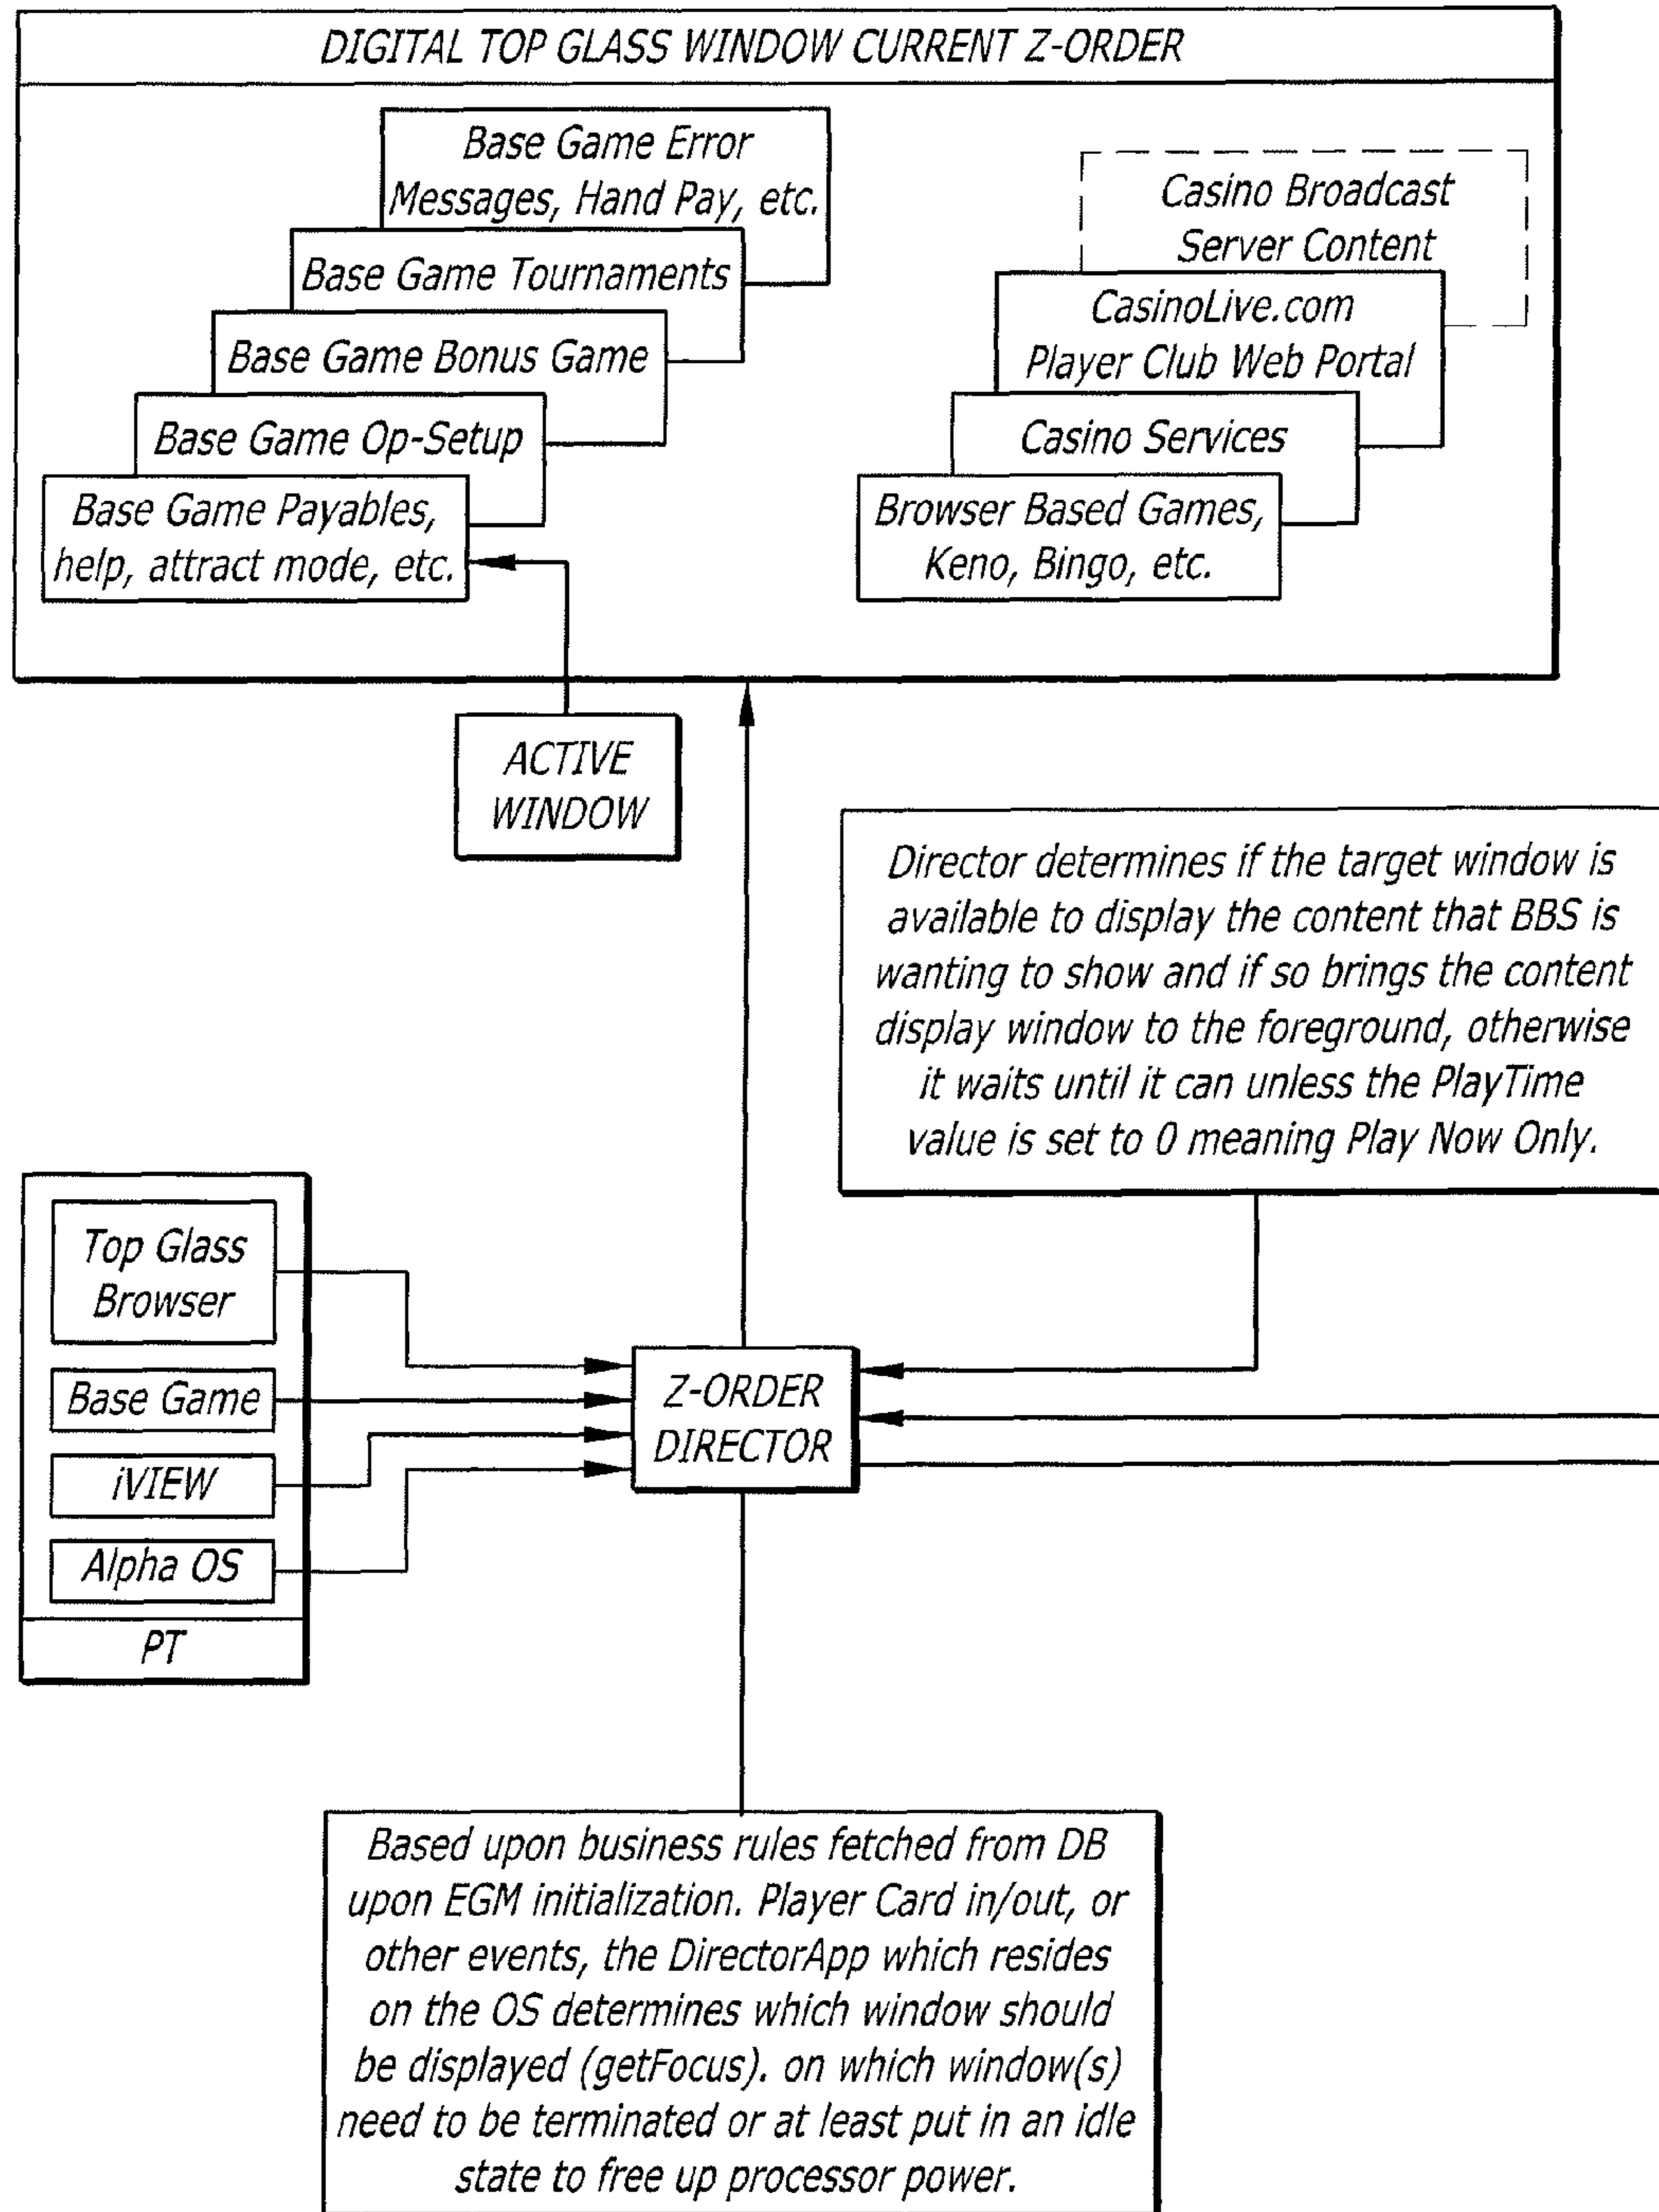 DIGITAL TOP GLASS WINDOW CURRENT Z-ORDER
Base Game Error
Messages, Hand Pay, etc.
Base Game Tournaments
Base Game Bonus Game
Base Game Op-Setup
Base Game Payables,
help, attract mode, etc.
Casino Broadcast
Server Content
CasinoLive.com
Player Club Web Portal
Casino Services
Browser Based Games,
Keno, Bingo, etc.
ACTIVE
WINDOW
Director determines if the target window is
available to display the content that BBS is
wanting to show and if so brings the content
display window to the foreground, otherwise
it waits until it can unless the PlayTime
value is set to 0 meaning Play Now Only.
Top Glass
Browser
Base Game
iVIEW
Alpha OS
PT
Z-ORDER
DIRECTOR
Based upon business rules fetched from DB
upon EGM initialization. Player Card in/out, or
other events, the DirectorApp which resides
on the OS determines which window should
be displayed (getFocus). on which window(s)
need to be terminated or at least put in an idle
state to free up processor power.